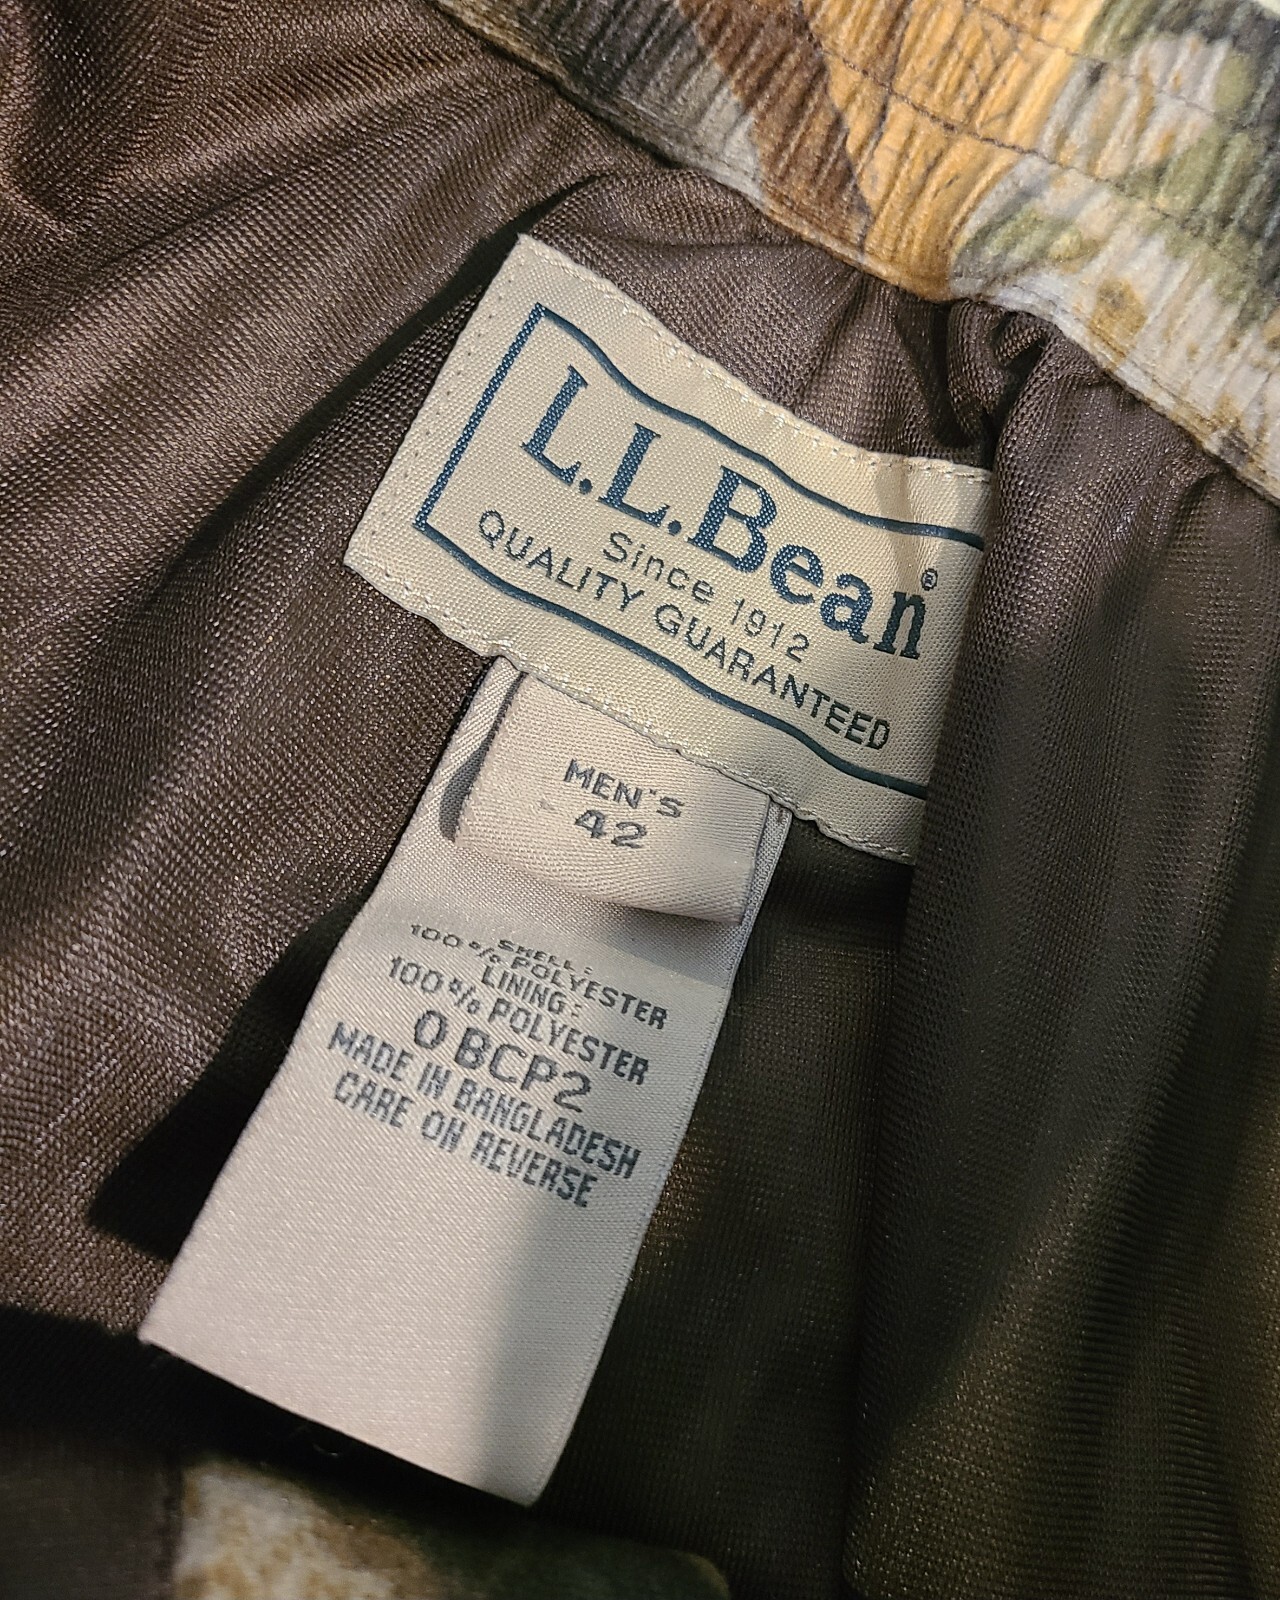 L.L.Bean®
Since 1912
QUALITY GUARANTEED
MEN'S
42
SHELL:
100% POLYESTER
LINING:
100% POLYESTER
0 BCP2
MADE IN BANGLADESH
CARE ON REVERSE